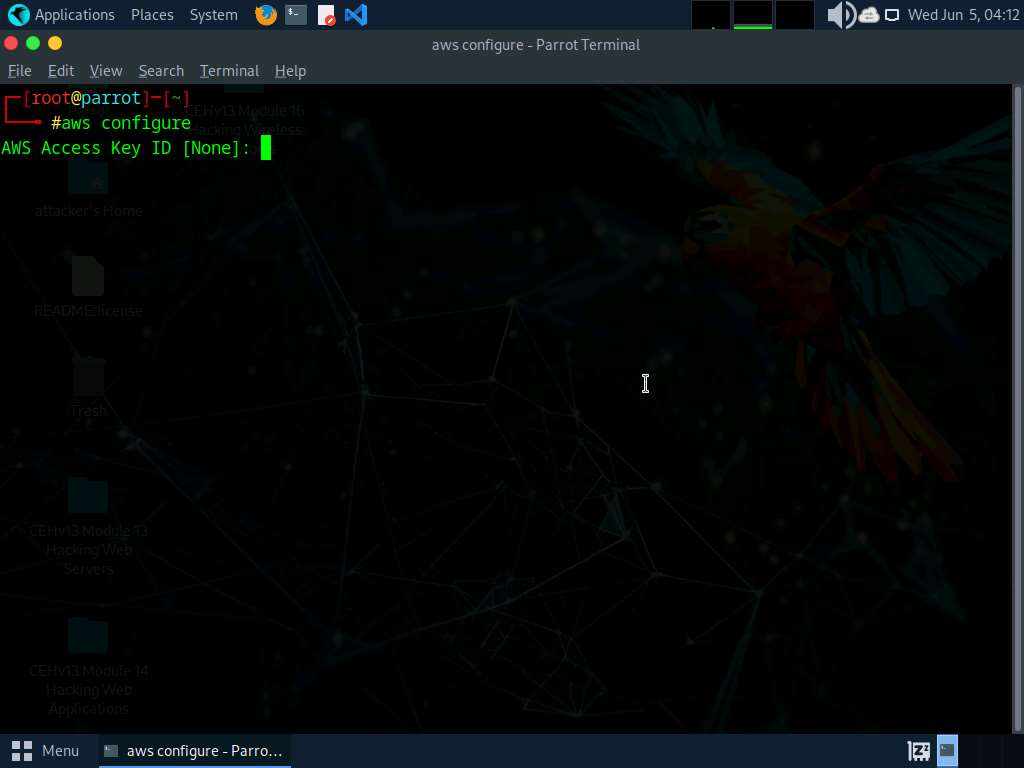 Applications Places System Wed Jun 5, 04:12
aws configure - Parrot Terminal
File Edit View Search Terminal Help
┌─[root@parrot]─[~]
└──╼ #aws configure
AWS Access Key ID [None]:
CEHv13 Module 16
Hacking Wireless
attacker's Home
README.license
Trash
CEHv13 Module 13
Hacking Web
Servers
CEHv13 Module 14
Hacking Web
Applications
Menu aws configure - Parro...